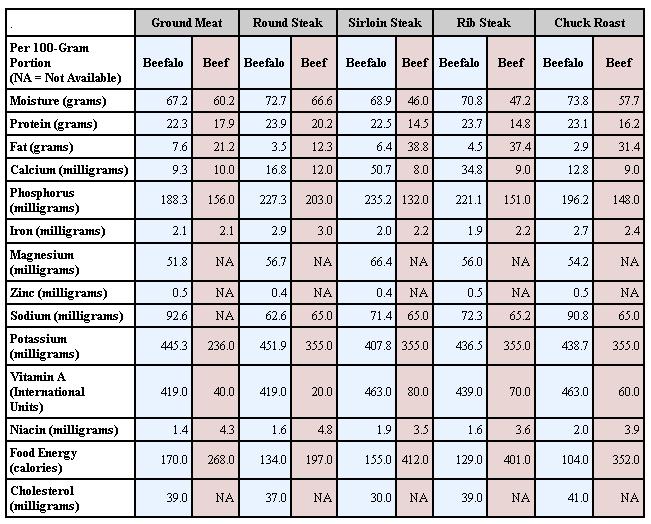 . Ground Meat Round Steak Sirloin Steak Rib Steak Chuck Roast
Per 100-Gram
Portion
(NA = Not Available) Beefalo Beef Beefalo Beef Beefalo Beef Beefalo Beef Beefalo Beef
Moisture (grams) 67.2 60.2 72.7 66.6 68.9 46.0 70.8 47.2 73.8 57.7
Protein (grams) 22.3 17.9 23.9 20.2 22.5 14.5 23.7 14.8 23.1 16.2
Fat (grams) 7.6 21.2 3.5 12.3 6.4 38.8 4.5 37.4 2.9 31.4
Calcium (milligrams) 9.3 10.0 16.8 12.0 50.7 8.0 34.8 9.0 12.8 9.0
Phosphorus
(milligrams) 188.3 156.0 227.3 203.0 235.2 132.0 221.1 151.0 196.2 148.0
Iron (milligrams) 2.1 2.1 2.9 3.0 2.0 2.2 1.9 2.2 2.7 2.4
Magnesium
(milligrams) 51.8 NA 56.7 NA 66.4 NA 56.0 NA 54.2 NA
Zinc (milligrams) 0.5 NA 0.4 NA 0.4 NA 0.5 NA 0.5 NA
Sodium (milligrams) 92.6 NA 62.6 65.0 71.4 65.0 72.3 65.2 90.8 65.0
Potassium
(milligrams) 445.3 236.0 451.9 355.0 407.8 355.0 436.5 355.0 438.7 355.0
Vitamin A
(International
Units) 419.0 40.0 419.0 20.0 463.0 80.0 439.0 70.0 463.0 60.0
Niacin (milligrams) 1.4 4.3 1.6 4.8 1.9 3.5 1.6 3.6 2.0 3.9
Food Energy
(calories) 170.0 268.0 134.0 197.0 155.0 412.0 129.0 401.0 104.0 352.0
Cholesterol
(milligrams) 39.0 NA 37.0 NA 30.0 NA 39.0 NA 41.0 NA